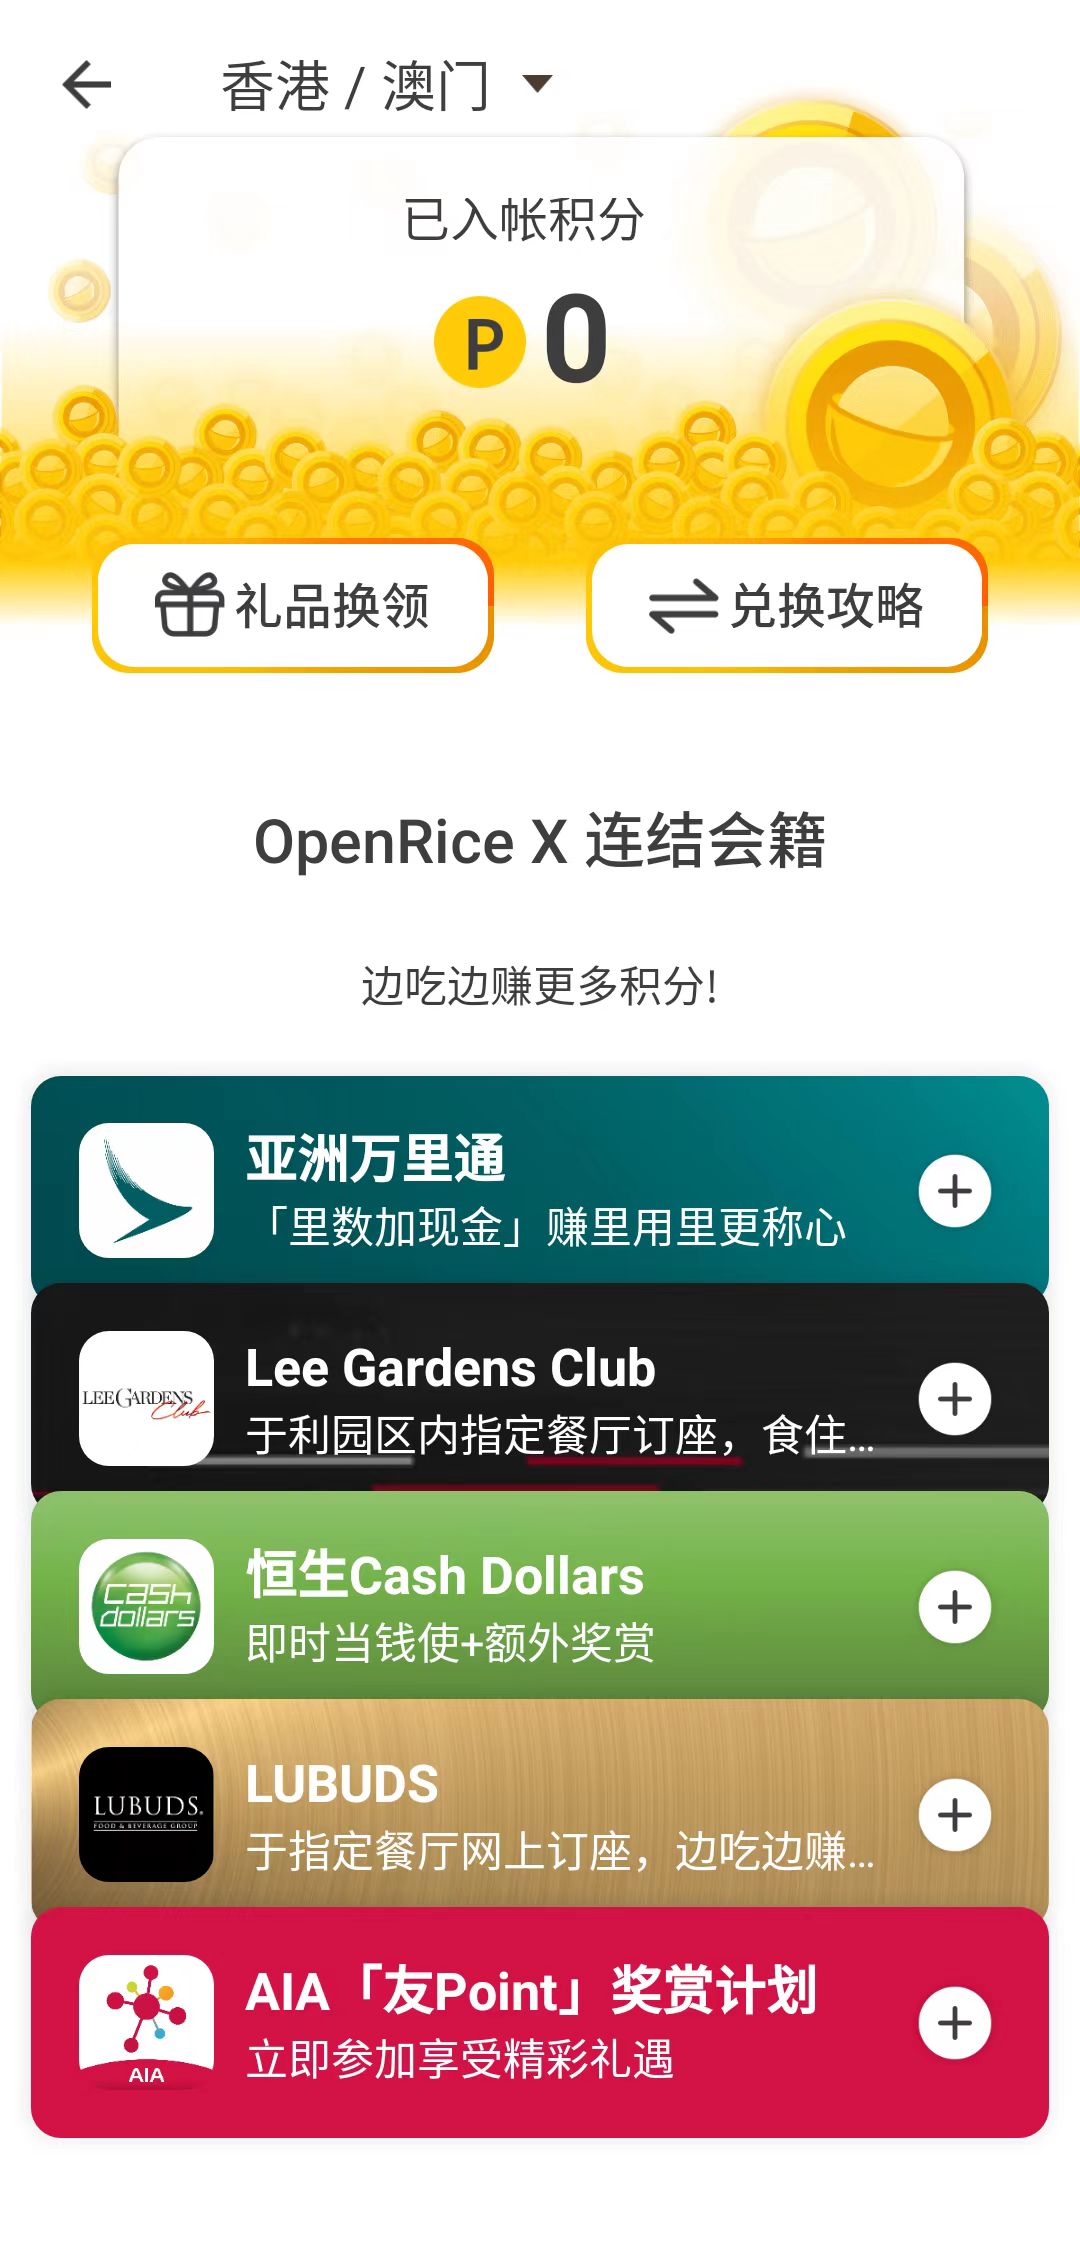 香港 / 澳门
已入帐积分
P 0
礼品换领
兑换攻略
OpenRice X 连结会籍
边吃边赚更多积分!
亚洲万里通
「里数加现金」赚里用里更称心
LEE GARDENS Club
Lee Gardens Club
于利园区内指定餐厅订座，食住...
cash dollars
恒生Cash Dollars
即时当钱使+额外奖赏
LUBUDS
FOOD & BEVERAGE GROUP
LUBUDS
于指定餐厅网上订座，边吃边赚...
AIA
AIA「友Point」奖赏计划
立即参加享受精彩礼遇